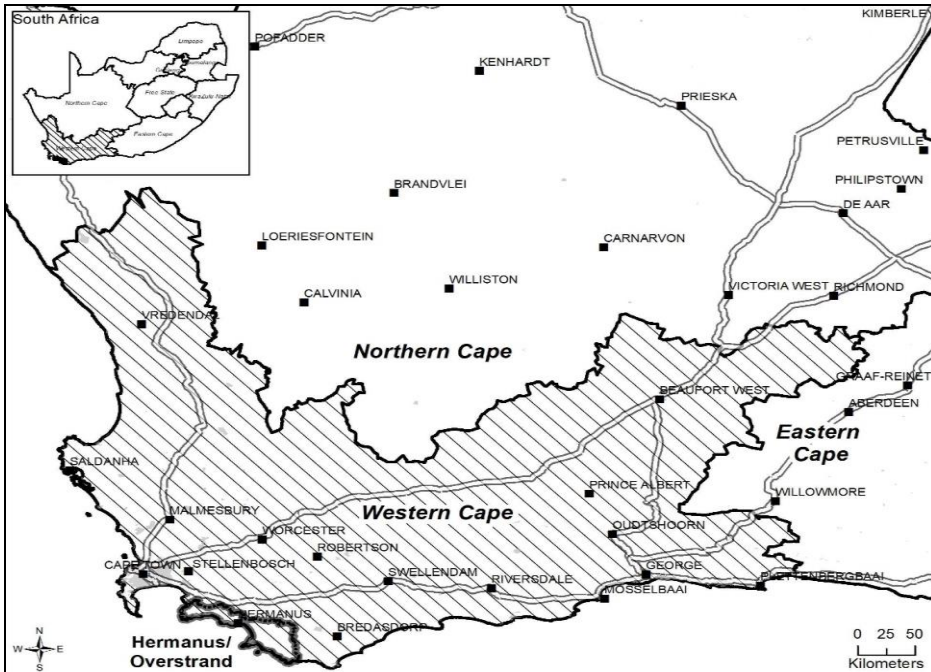 South Africa
Limpopo
Northern Cape
Free State
Eastern Cape
POFADDER
KENHARDT
KIMBERLEY
PRIESKA
PETRUSVILLE
PHILIPSTOWN
BRANDVLEI
DE AAR
LOERIESFONTEIN
CARNARVON
CALVINIA
WILLISTON
VICTORIA WEST
RICHMOND
VREDENDAL
Northern Cape
GRAAF-REINET
BEAUFORT WEST
ABERDEEN
Eastern
Cape
SALDANHA
PRINCE ALBERT
WILLOWMORE
MALMESBURY
Western Cape
OUDTSHOORN
WORCESTER
ROBERTSON
CAPE TOWN
STELLENBOSCH
SWELLENDAM
RIVERSDALE
GEORGE
PLETTENBERGBAAI
MOSSELBAAI
HERMANUS
BREDASDORP
Hermanus/
Overstrand
N
W
E
S
0 25 50
Kilometers